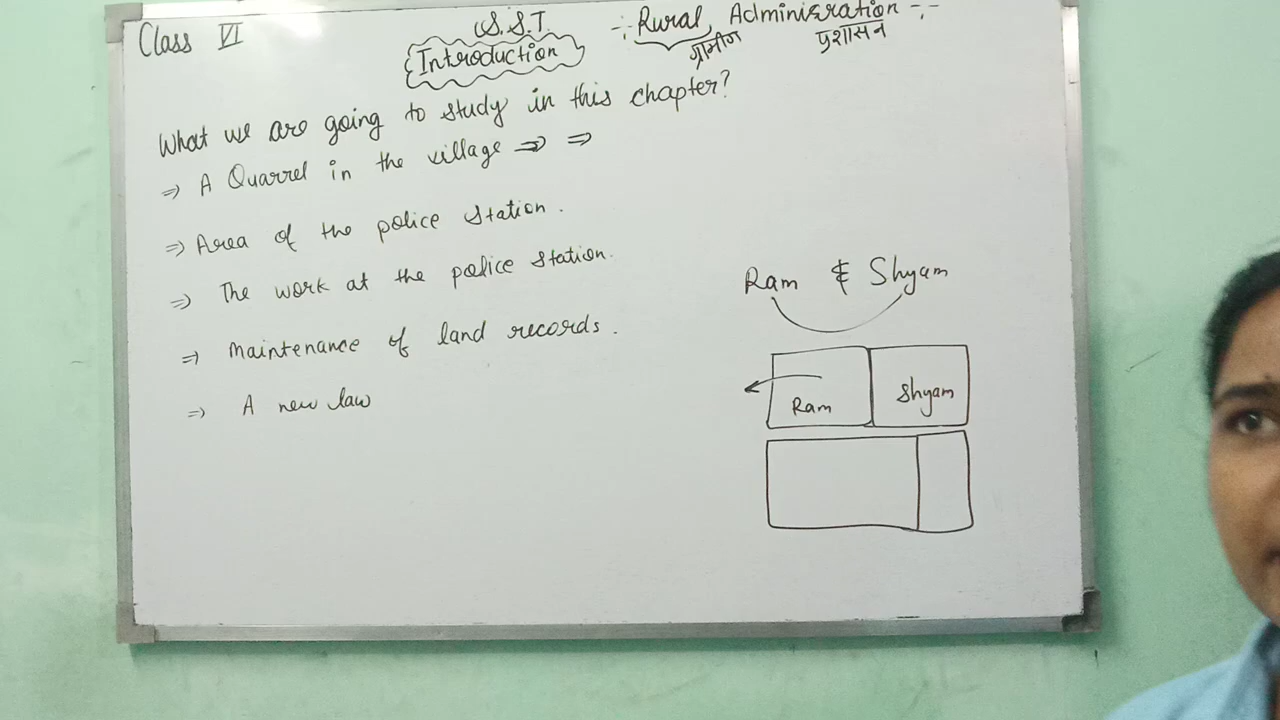 Class VI
S.S.T.
∴ Rural Administration ∴
ग्रामीण प्रशासन
Introduction
What we are going to study in this chapter?
⇒ A Quarrel in the village ⇒ ⇒
⇒ Area of the police station.
⇒ The work at the police station.
⇒ Maintenance of land records.
⇒ A new law
Ram & Shyam
Ram Shyam